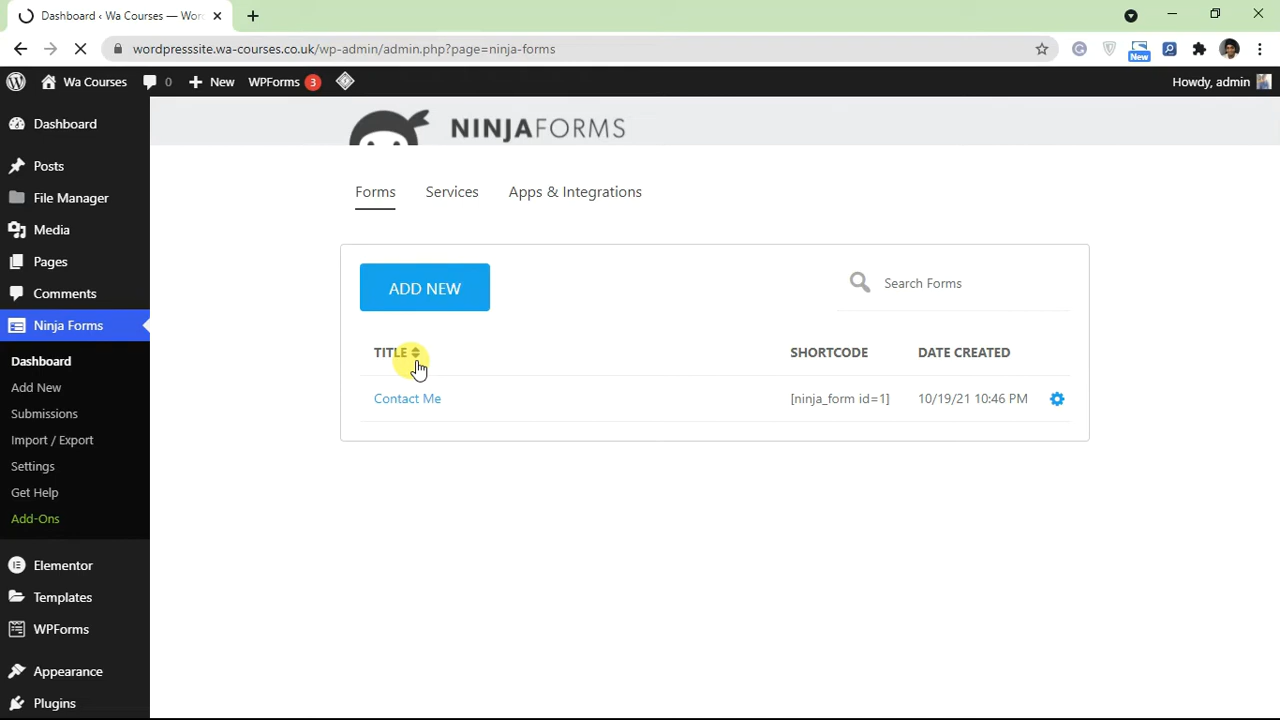 Dashboard ‹ Wa Courses — Wor
wordpresssite.wa-courses.co.uk/wp-admin/admin.php?page=ninja-forms
New
Wa Courses
0
New
WPForms
3
Howdy, admin
Dashboard
Posts
File Manager
Media
Pages
Comments
Ninja Forms
Dashboard
Add New
Submissions
Import / Export
Settings
Get Help
Add-Ons
Elementor
Templates
WPForms
Appearance
Plugins
NINJAFORMS
Forms Services Apps & Integrations
ADD NEW
Search Forms
TITLE SHORTCODE DATE CREATED
Contact Me [ninja_form id=1] 10/19/21 10:46 PM